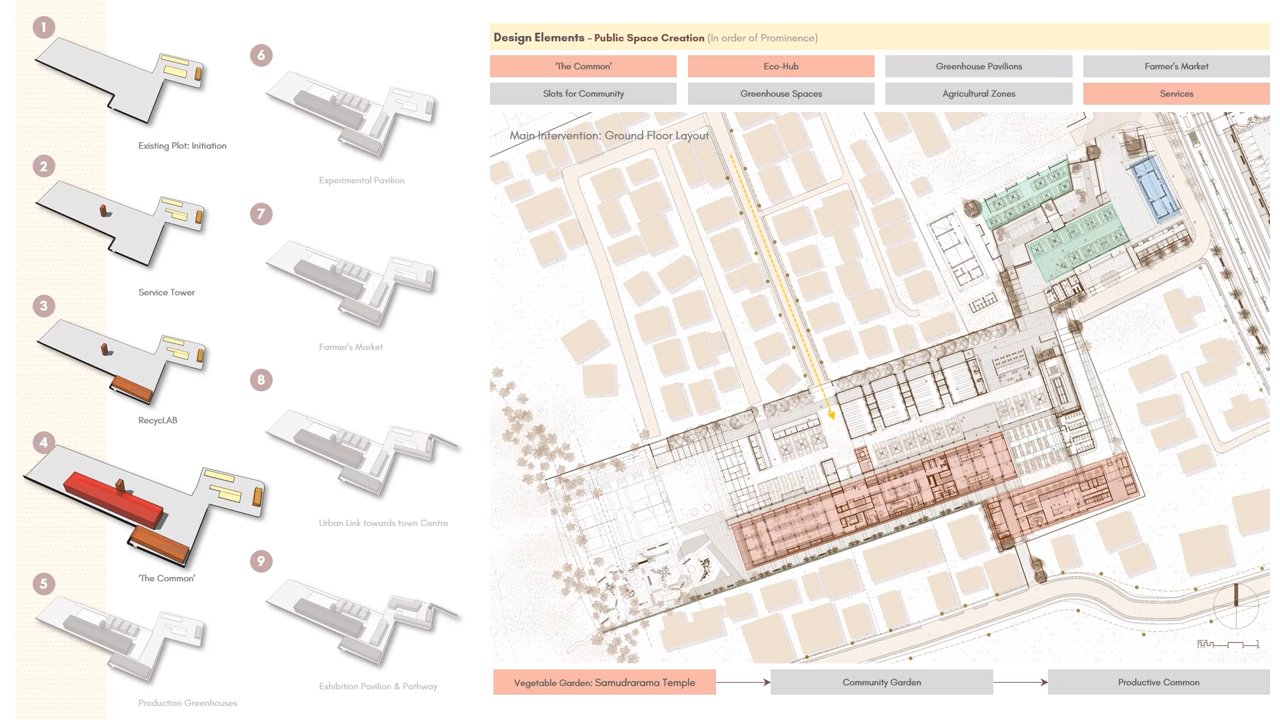 1
Existing Plot: Initiation
2
Service Tower
3
RecycLAB
4
'The Common'
5
Production Greenhouses
6
Experimental Pavilion
7
Farmer's Market
8
Urban Link towards town Centre
9
Exhibition Pavilion & Pathway
Design Elements - Public Space Creation (In order of Prominence)
'The Common' Eco-Hub Greenhouse Pavilions Farmer's Market
Slots for Community Greenhouse Spaces Agricultural Zones Services
Main Intervention: Ground Floor Layout
Vegetable Garden: Samudrarama Temple Community Garden Productive Common